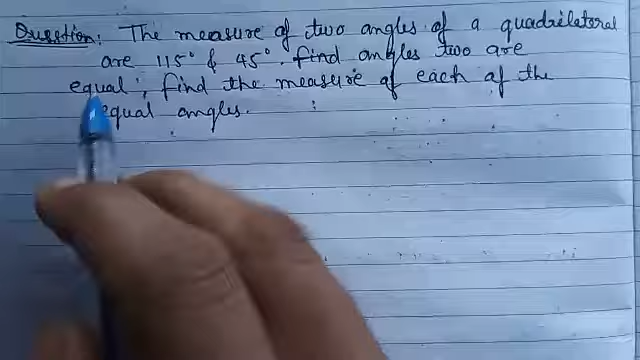 Question: The measure of two angles of a quadrilateral
are 115° & 45°. find angles two are
equal; find the measure of each of the
equal angles.